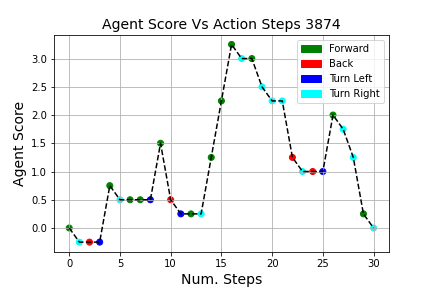 Agent Score Vs Action Steps 3874
Forward
Back
Turn Left
Turn Right
3.0
2.5
2.0
1.5
1.0
0.5
0.0
Agent Score
0 5 10 15 20 25 30
Num. Steps